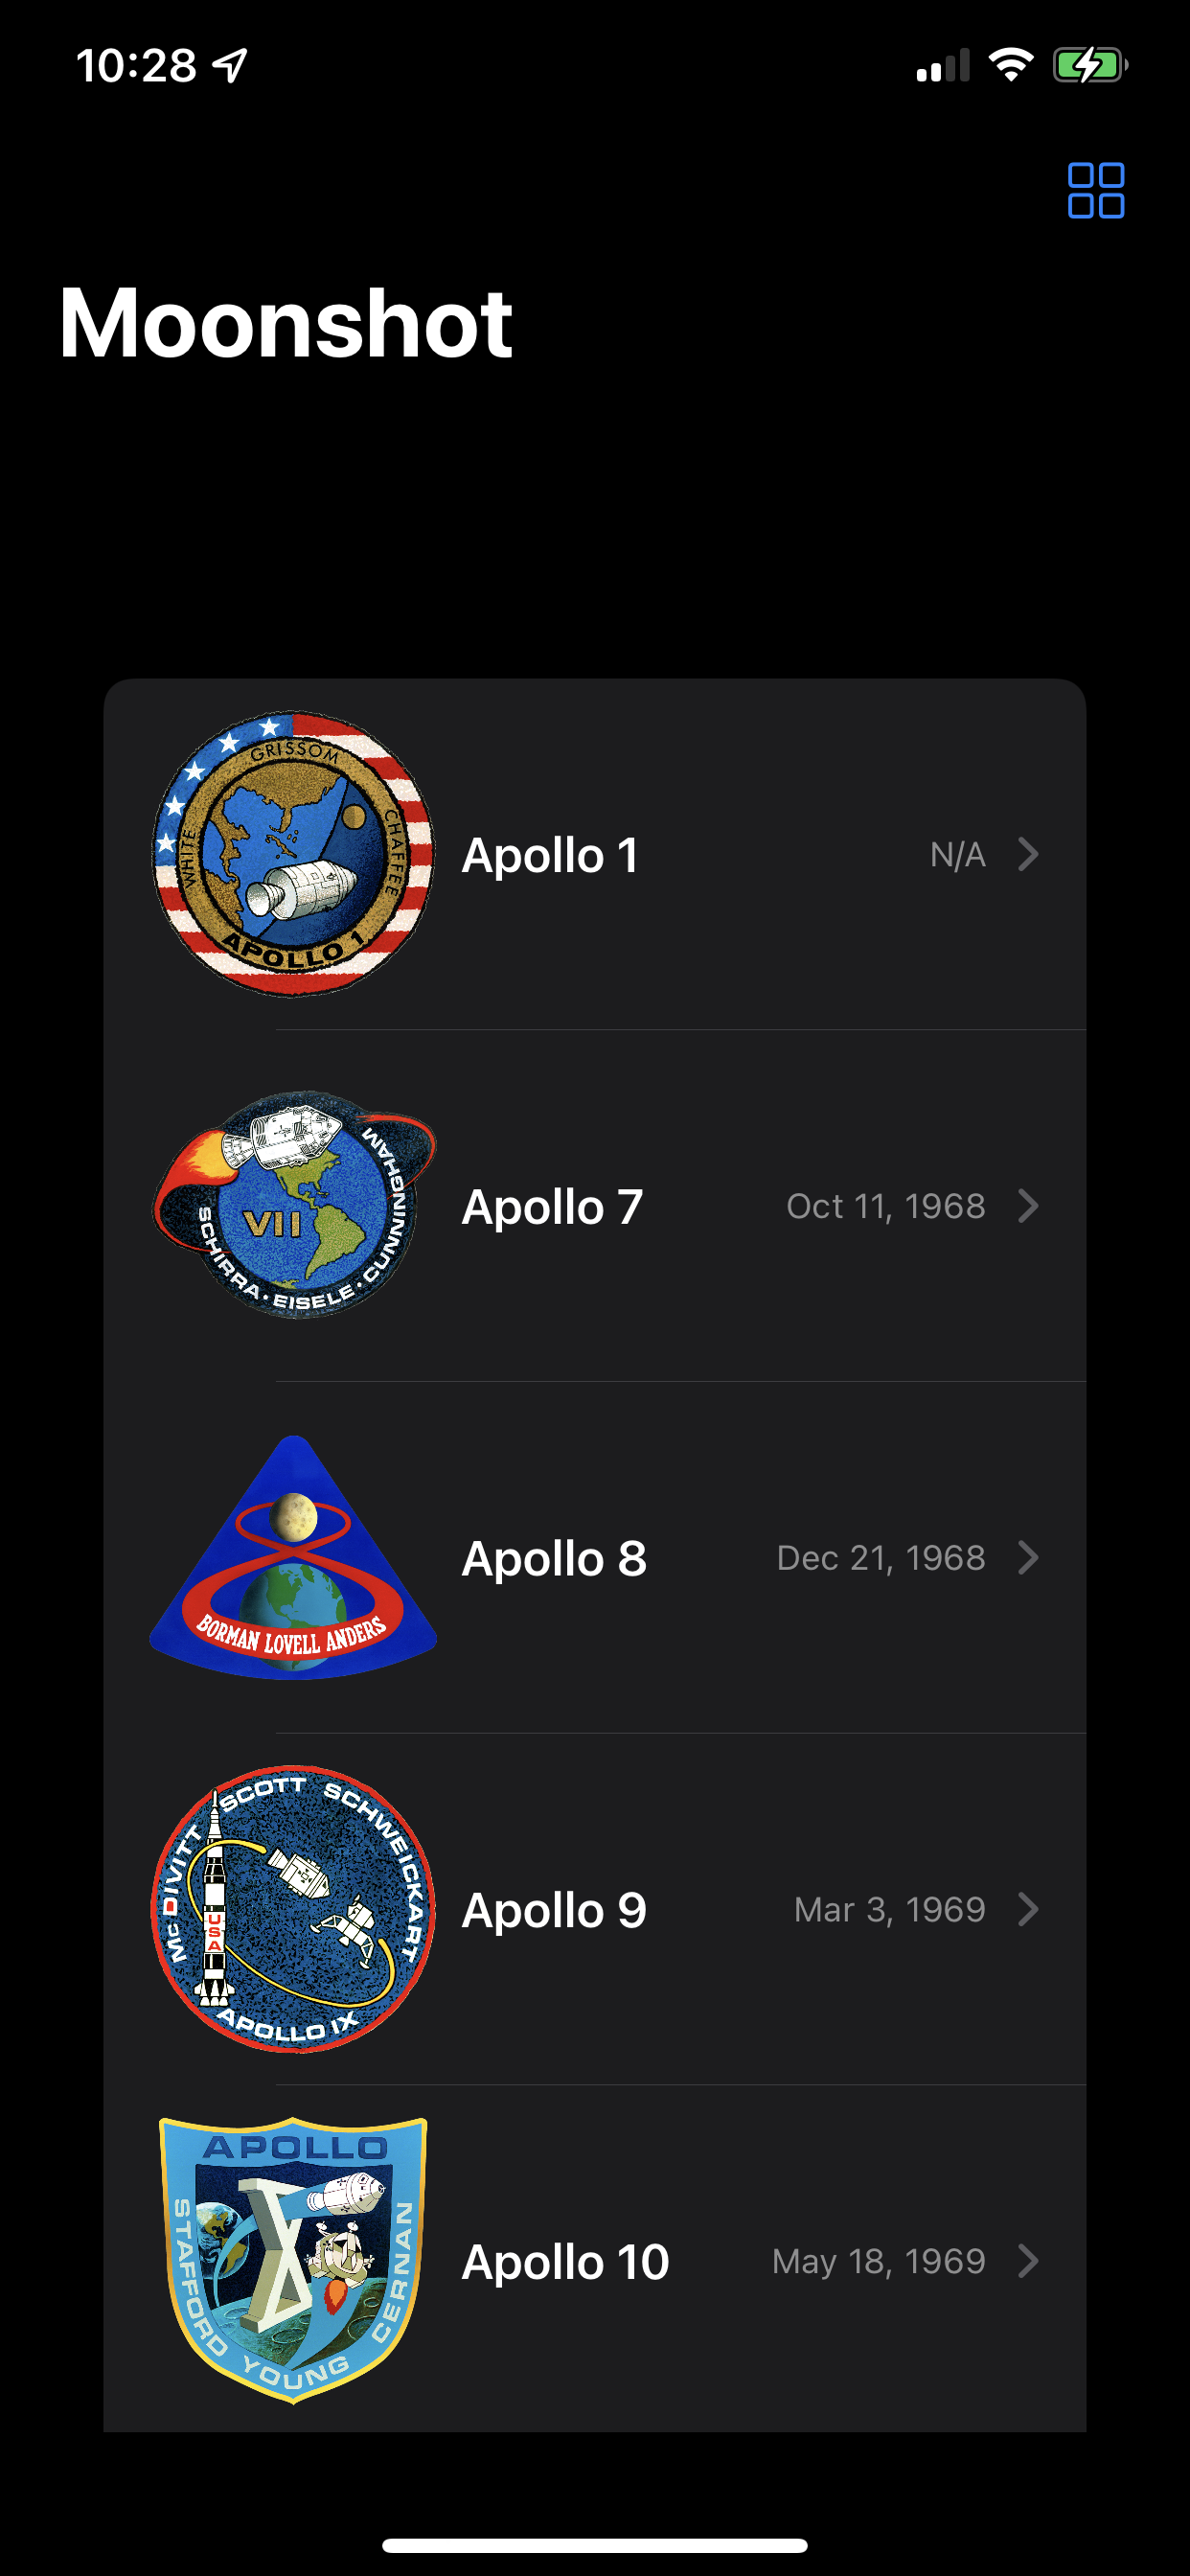 10:28
Moonshot
GRISSOM
WHITE
CHAFFEE
APOLLO 1
Apollo 1
N/A
VII
SCHIRRA · EISELE · CUNNINGHAM
Apollo 7
Oct 11, 1968
BORMAN LOVELL ANDERS
Apollo 8
Dec 21, 1968
Mc DIVITT SCOTT SCHWEICKART
USA
APOLLO IX
Apollo 9
Mar 3, 1969
APOLLO
X
STAFFORD YOUNG CERNAN
Apollo 10
May 18, 1969